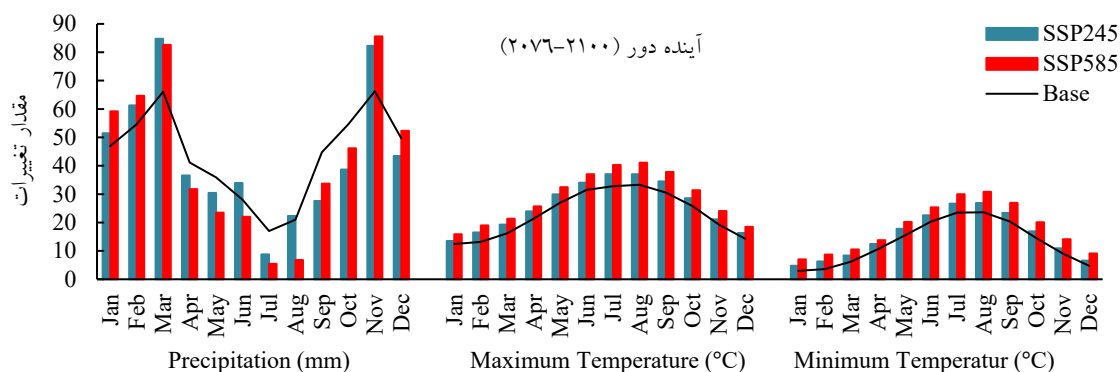 آینده دور (۲۰۷۶-۲۱۰۰)
SSP245
SSP585
Base
مقدار تغییرات
90
80
70
60
50
40
30
20
10
0
Jan Feb Mar Apr May Jun Jul Aug Sep Oct Nov Dec
Jan Feb Mar Apr May Jun Jul Aug Sep Oct Nov Dec
Jan Feb Mar Apr May Jun Jul Aug Sep Oct Nov Dec
Precipitation (mm)
Maximum Temperature (°C)
Minimum Temperatur (°C)